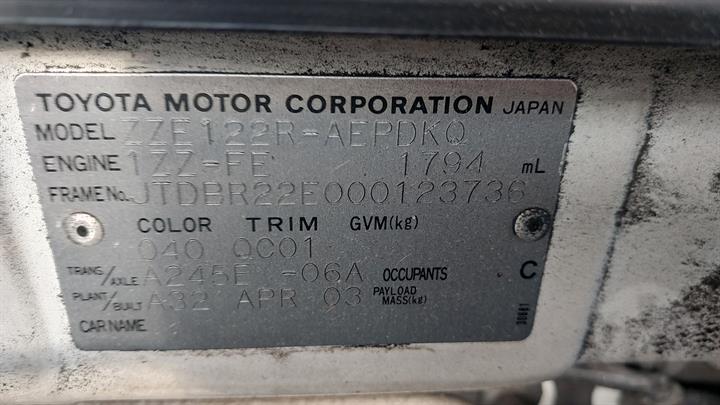 TOYOTA MOTOR CORPORATION JAPAN
MODEL ZZE122R-AEPDKQ
ENGINE 1ZZ-FE 1794 mL
FRAME No. JTDBR22E000123736
COLOR TRIM GVM(kg)
040 QC01
TRANS/AXLE A245E -06A OCCUPANTS C
PLANT/BUILT A32 APR 03 PAYLOAD MASS(kg)
CAR NAME
30661